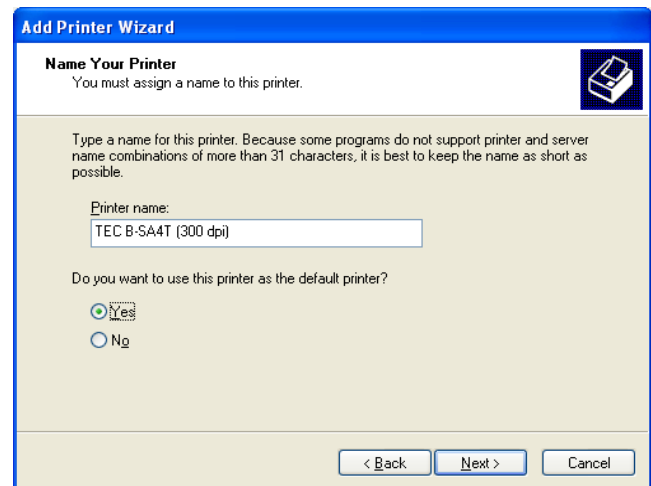 Add Printer Wizard
Name Your Printer
You must assign a name to this printer.
Type a name for this printer. Because some programs do not support printer and server
name combinations of more than 31 characters, it is best to keep the name as short as
possible.
Printer name:
TEC B-SA4T (300 dpi)
Do you want to use this printer as the default printer?
Yes
No
< Back Next > Cancel